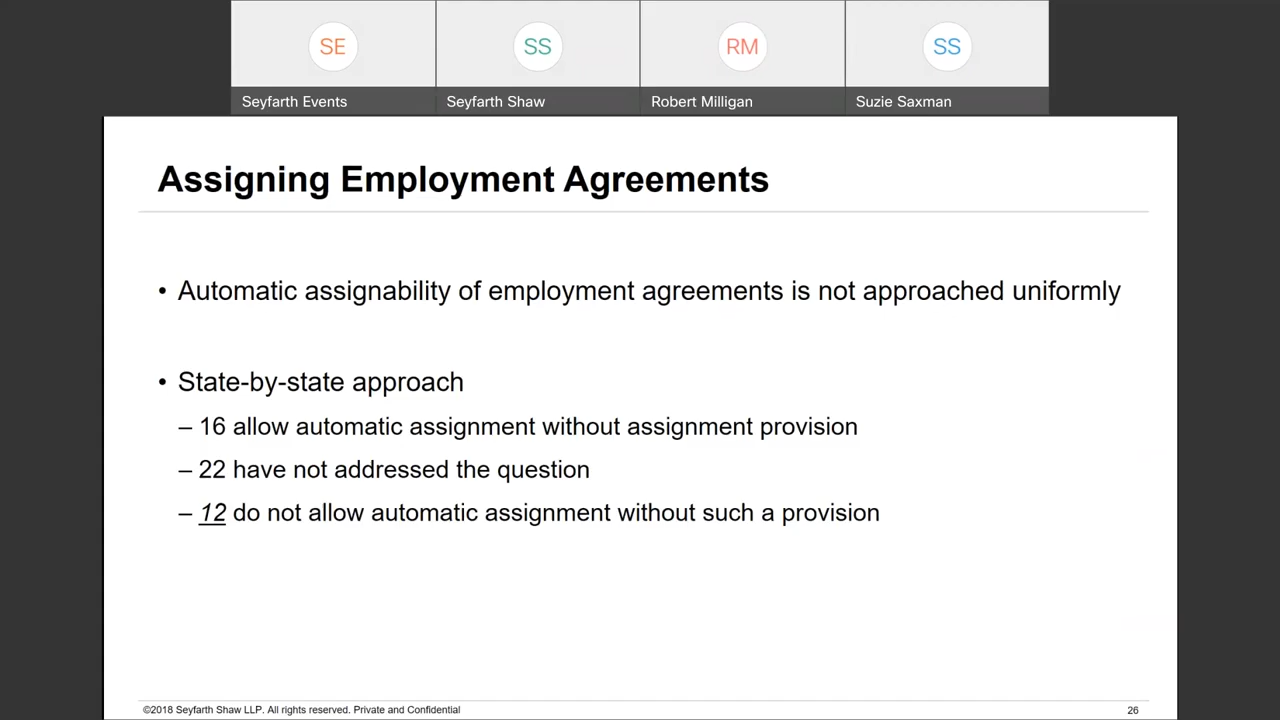 SE
SS
RM
SS
Seyfarth Events
Seyfarth Shaw
Robert Milligan
Suzie Saxman
Assigning Employment Agreements
• Automatic assignability of employment agreements is not approached uniformly
• State-by-state approach
– 16 allow automatic assignment without assignment provision
– 22 have not addressed the question
– 12 do not allow automatic assignment without such a provision
©2018 Seyfarth Shaw LLP. All rights reserved. Private and Confidential
26